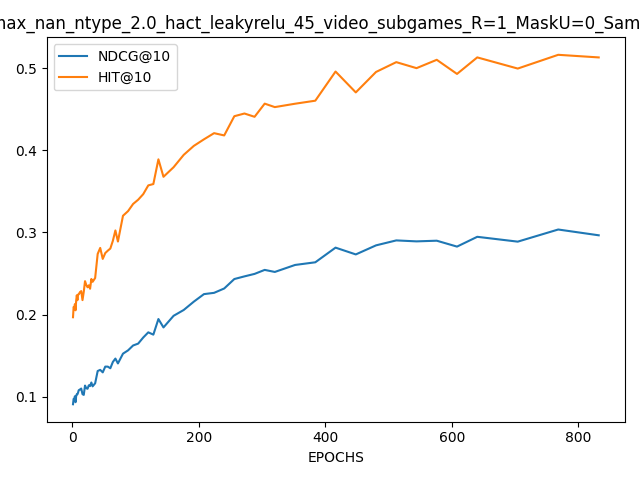 max_nan_ntype_2.0_hact_leakyrelu_45_video_subgames_R=1_MaskU=0_Sam
NDCG@10
HIT@10
0.5
0.4
0.3
0.2
0.1
0 200 400 600 800
EPOCHS